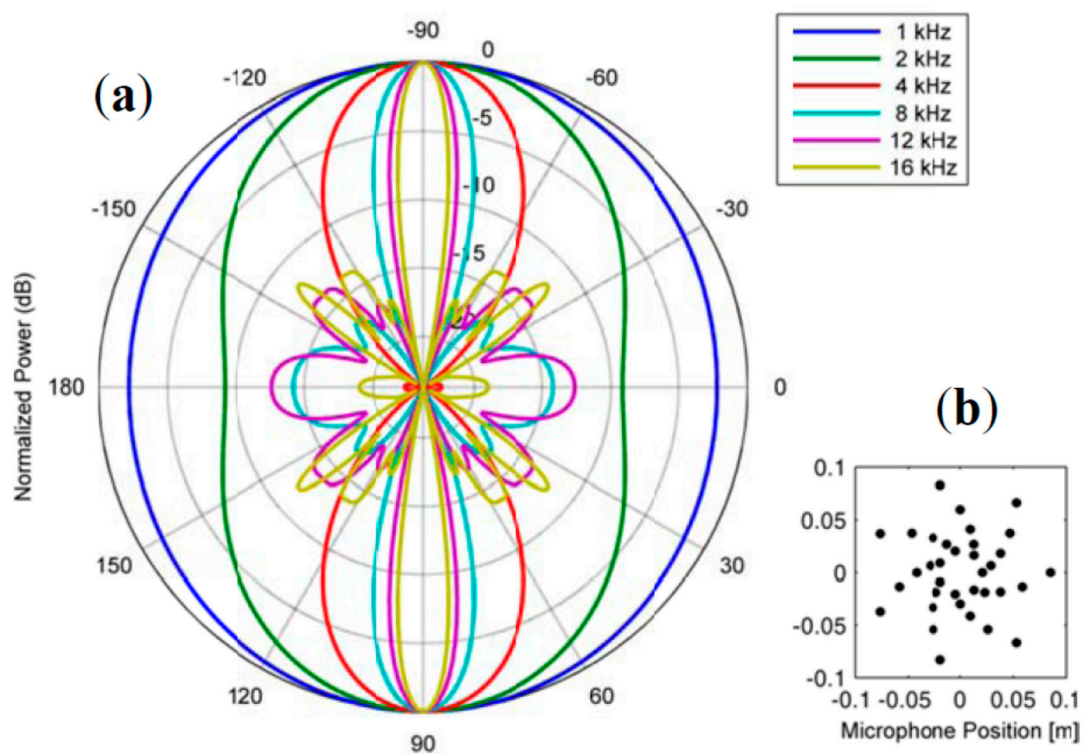 (a)
-90
0
-120
-60
-5
-10
-150
-30
-15
-20
180
0
150
30
120
60
90
Normalized Power (dB)
1 kHz
2 kHz
4 kHz
8 kHz
12 kHz
16 kHz
(b)
0.1
0.05
0
-0.05
-0.1
-0.1 -0.05 0 0.05 0.1
Microphone Position [m]